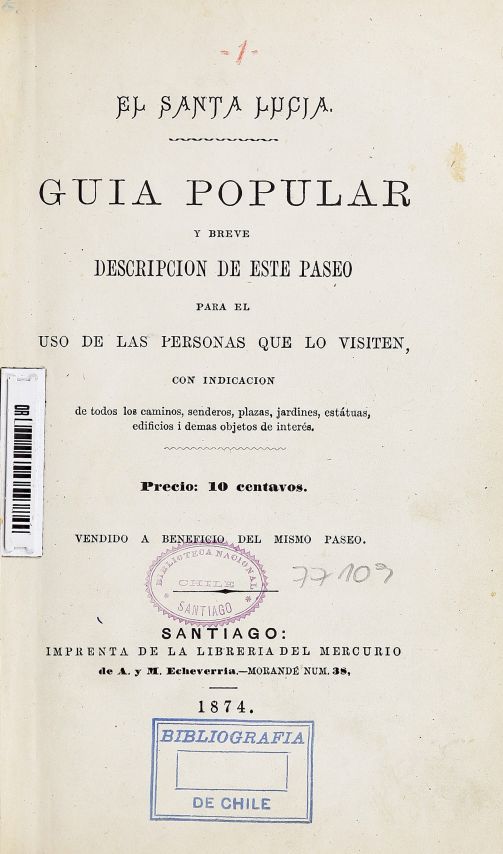 -1-
EL SANTA LUCIA.
GUIA POPULAR
Y BREVE
DESCRIPCION DE ESTE PASEO
PARA EL
USO DE LAS PERSONAS QUE LO VISITEN,
CON INDICACION
de todos los caminos, senderos, plazas, jardines, estátuas,
edificios i demas objetos de interés.
Precio: 10 centavos.
VENDIDO A BENEFICIO DEL MISMO PASEO.
BIBLIOTECA NACIONAL
CHILE
* SANTIAGO *
77109
SANTIAGO:
IMPRENTA DE LA LIBRERIA DEL MERCURIO
de A. y M. Echeverria.—MORANDÉ NUM. 38,
1874.
BIBLIOGRAFIA
DE CHILE